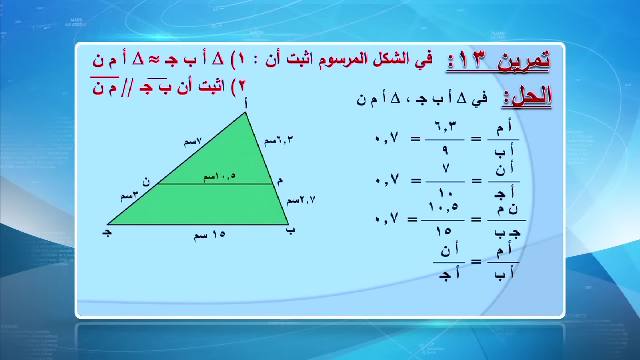 تمرين ١٣: في الشكل المرسوم اثبت أن : ١) Δ أ ب جـ ≈ Δ أ م ن
٢) اثبت أن ب جـ // م ن
الحل: في Δ أ ب جـ ، Δ أ م ن
أ م / أ ب = ٦,٣ / ٩ = ٠,٧
أ ن / أ جـ = ٧ / ١٠ = ٠,٧
ن م / جـ ب = ١٠,٥ / ١٥ = ٠,٧
أ م / أ ب = أ ن / أ جـ
أ
٧سم
٦,٣سم
ن
١٠,٥سم
م
٣سم
٢,٧سم
جـ
ب
١٥ سم